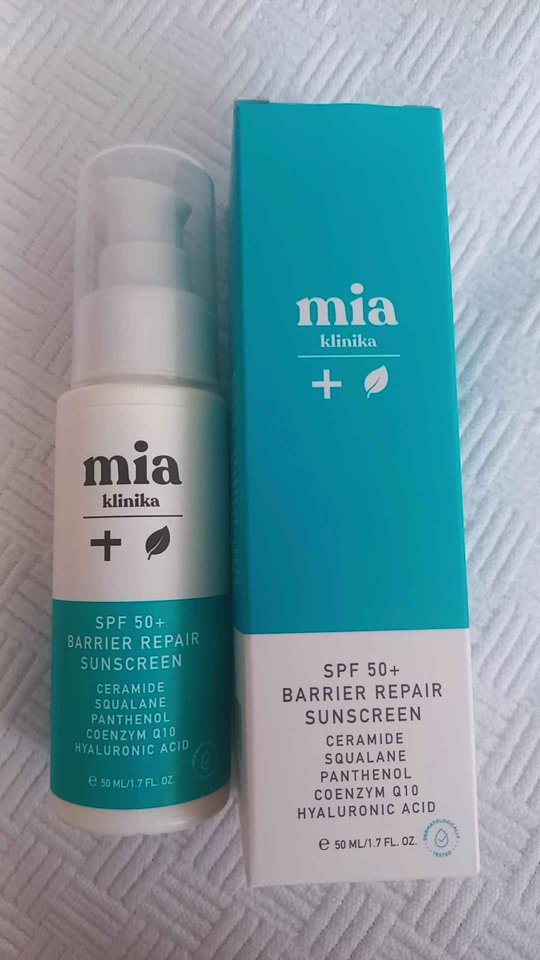 mia
klinika
SPF 50+
BARRIER REPAIR
SUNSCREEN
CERAMIDE
SQUALANE
PANTHENOL
COENZYM Q10
HYALURONIC ACID
e 50 ML/1.7 FL. OZ.
mia
klinika
SPF 50+
BARRIER REPAIR
SUNSCREEN
CERAMIDE
SQUALANE
PANTHENOL
COENZYM Q10
HYALURONIC ACID
e 50 ML/1.7 FL. OZ.
DERMATOLOGICALLY
TESTED